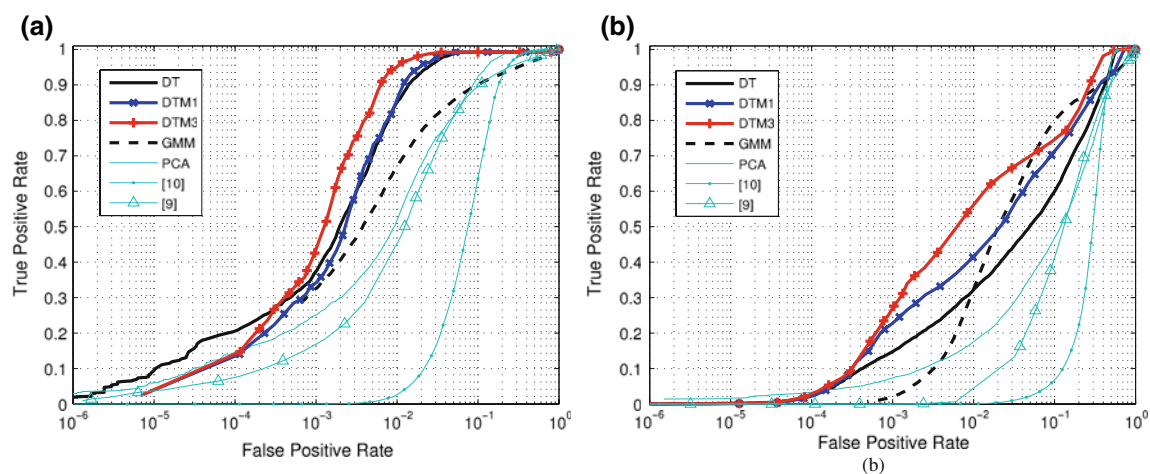 (a)
1
0.9
0.8
0.7
0.6
0.5
0.4
0.3
0.2
0.1
0
True Positive Rate
DT
DTM1
DTM3
GMM
PCA
[10]
[9]
10^-6 10^-5 10^-4 10^-3 10^-2 10^-1 10^0
False Positive Rate
(b)
1
0.9
0.8
0.7
0.6
0.5
0.4
0.3
0.2
0.1
0
True Positive Rate
DT
DTM1
DTM3
GMM
PCA
[10]
[9]
10^-6 10^-5 10^-4 10^-3 10^-2 10^-1 10^0
False Positive Rate
(b)